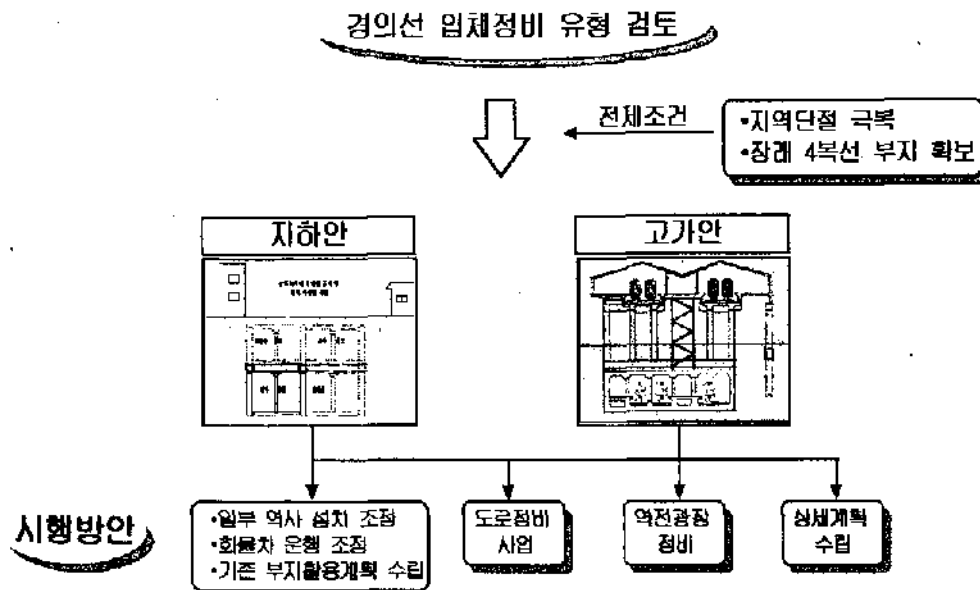 경의선 입체정비 유형 검토
전제조건
•지역단절 극복
•장래 4복선 부지 확보
지하안
고가안
시행방안
•일부 역사 설치 조정
•화물차 운행 조정
•기존 부지활용계획 수립
도로정비
사업
역전광장
정비
상세계획
수립